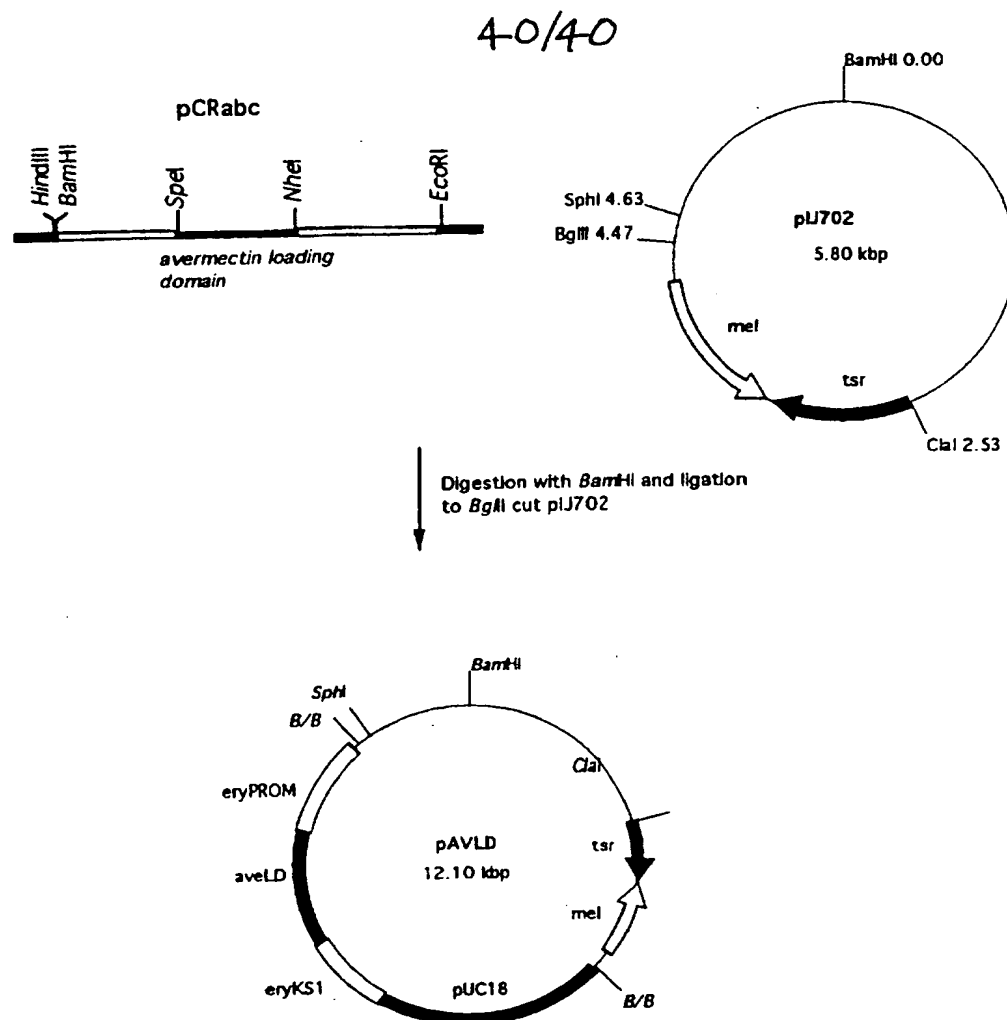 40/40
pCRabc
HindIII
BamHI
SpeI
NheI
EcoRI
avermectin loading
domain
BamHI 0.00
SphI 4.63
BglII 4.47
pIJ702
5.80 kbp
mel
tsr
ClaI 2.53
Digestion with BamHI and ligation
to BglII cut pIJ702
BamHI
SphI
B/B
ClaI
eryPROM
pAVLD
12.10 kbp
tsr
aveLD
mel
eryKS1
pUC18
B/B